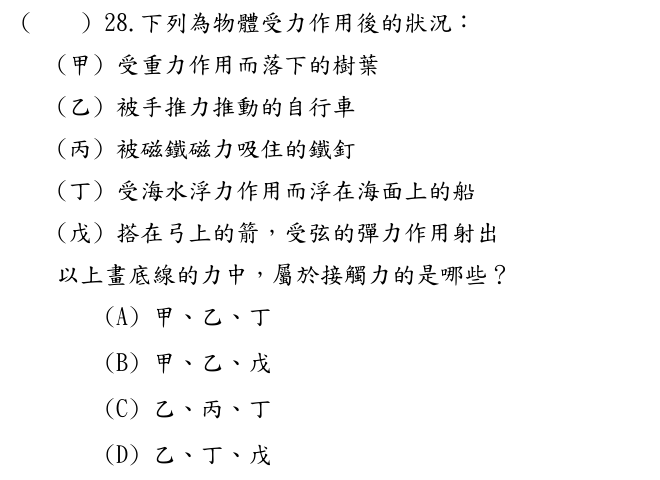 (　　)28.下列為物體受力作用後的狀況：
(甲) 受重力作用而落下的樹葉
(乙) 被手推力推動的自行車
(丙) 被磁鐵磁力吸住的鐵釘
(丁) 受海水浮力作用而浮在海面上的船
(戊) 搭在弓上的箭，受弦的彈力作用射出
以上畫底線的力中，屬於接觸力的是哪些？
(A) 甲、乙、丁
(B) 甲、乙、戊
(C) 乙、丙、丁
(D) 乙、丁、戊